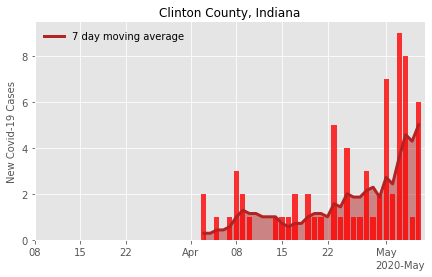 Clinton County, Indiana
7 day moving average
New Covid-19 Cases
8
6
4
2
0
08 15 22 Apr 08 15 22 May
2020-May